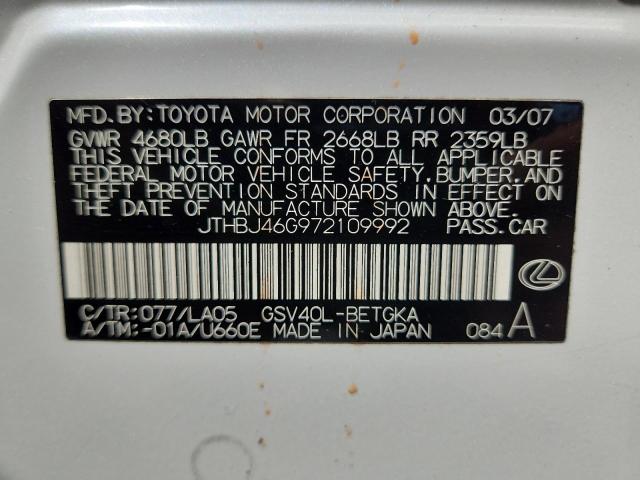 MFD.BY:TOYOTA MOTOR CORPORATION 03/07
GVWR 4680LB GAWR FR 2668LB RR 2359LB
THIS VEHICLE CONFORMS TO ALL APPLICABLE
FEDERAL MOTOR VEHICLE SAFETY,BUMPER,AND
THEFT PREVENTION STANDARDS IN EFFECT ON
THE DATE OF MANUFACTURE SHOWN ABOVE.
JTHBJ46G972109992 PASS.CAR
C/TR:077/LA05 GSV40L-BETGKA
A/TM:-01A/U660E MADE IN JAPAN 084 A